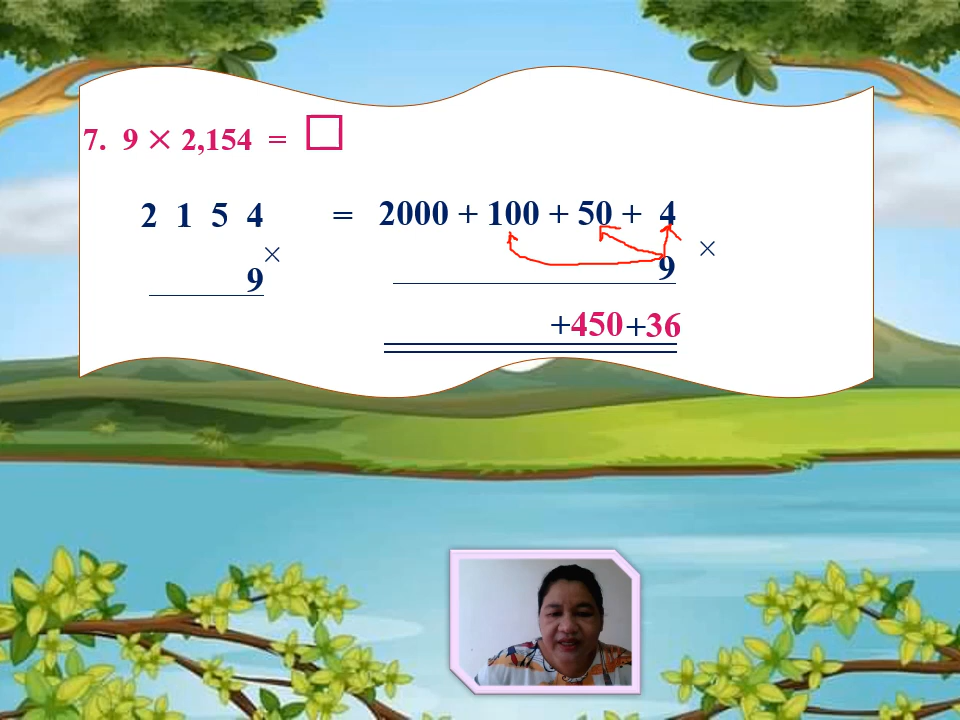 7. 9 × 2,154 = □
2 1 5 4 = 2000 + 100 + 50 + 4
× ×
9 9
+450+36